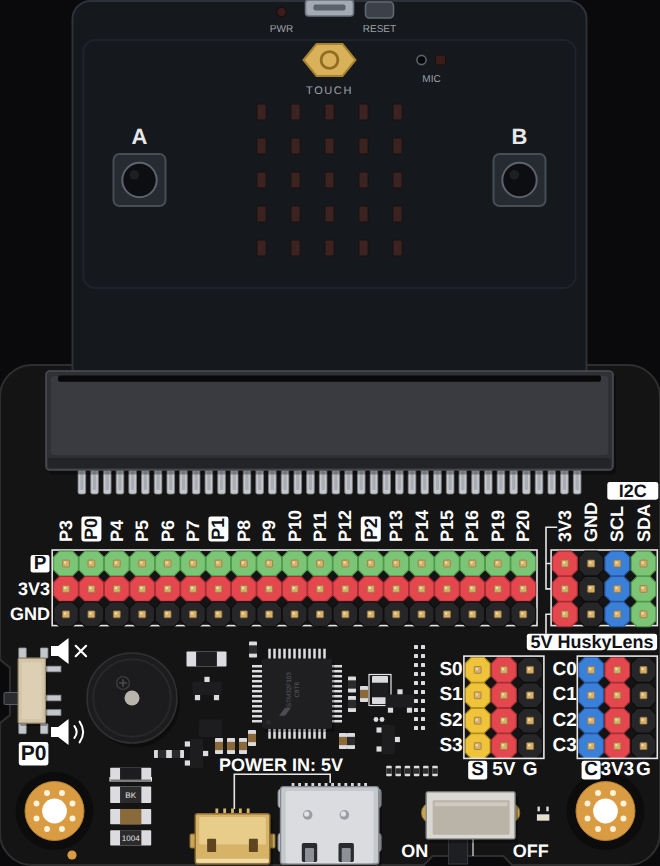 PWR
RESET
TOUCH
MIC
A
B
I2C
P3 P0 P4 P5 P6 P7 P1 P8 P9 P10 P11 P12 P2 P13 P14 P15 P16 P19 P20 3V3 GND SCL SDA
P
3V3
GND
5V HuskyLens
S0 C0
S1 C1
S2 C2
S3 C3
S 5V G C 3V3 G
P0
POWER IN: 5V
BK
1004
ON OFF